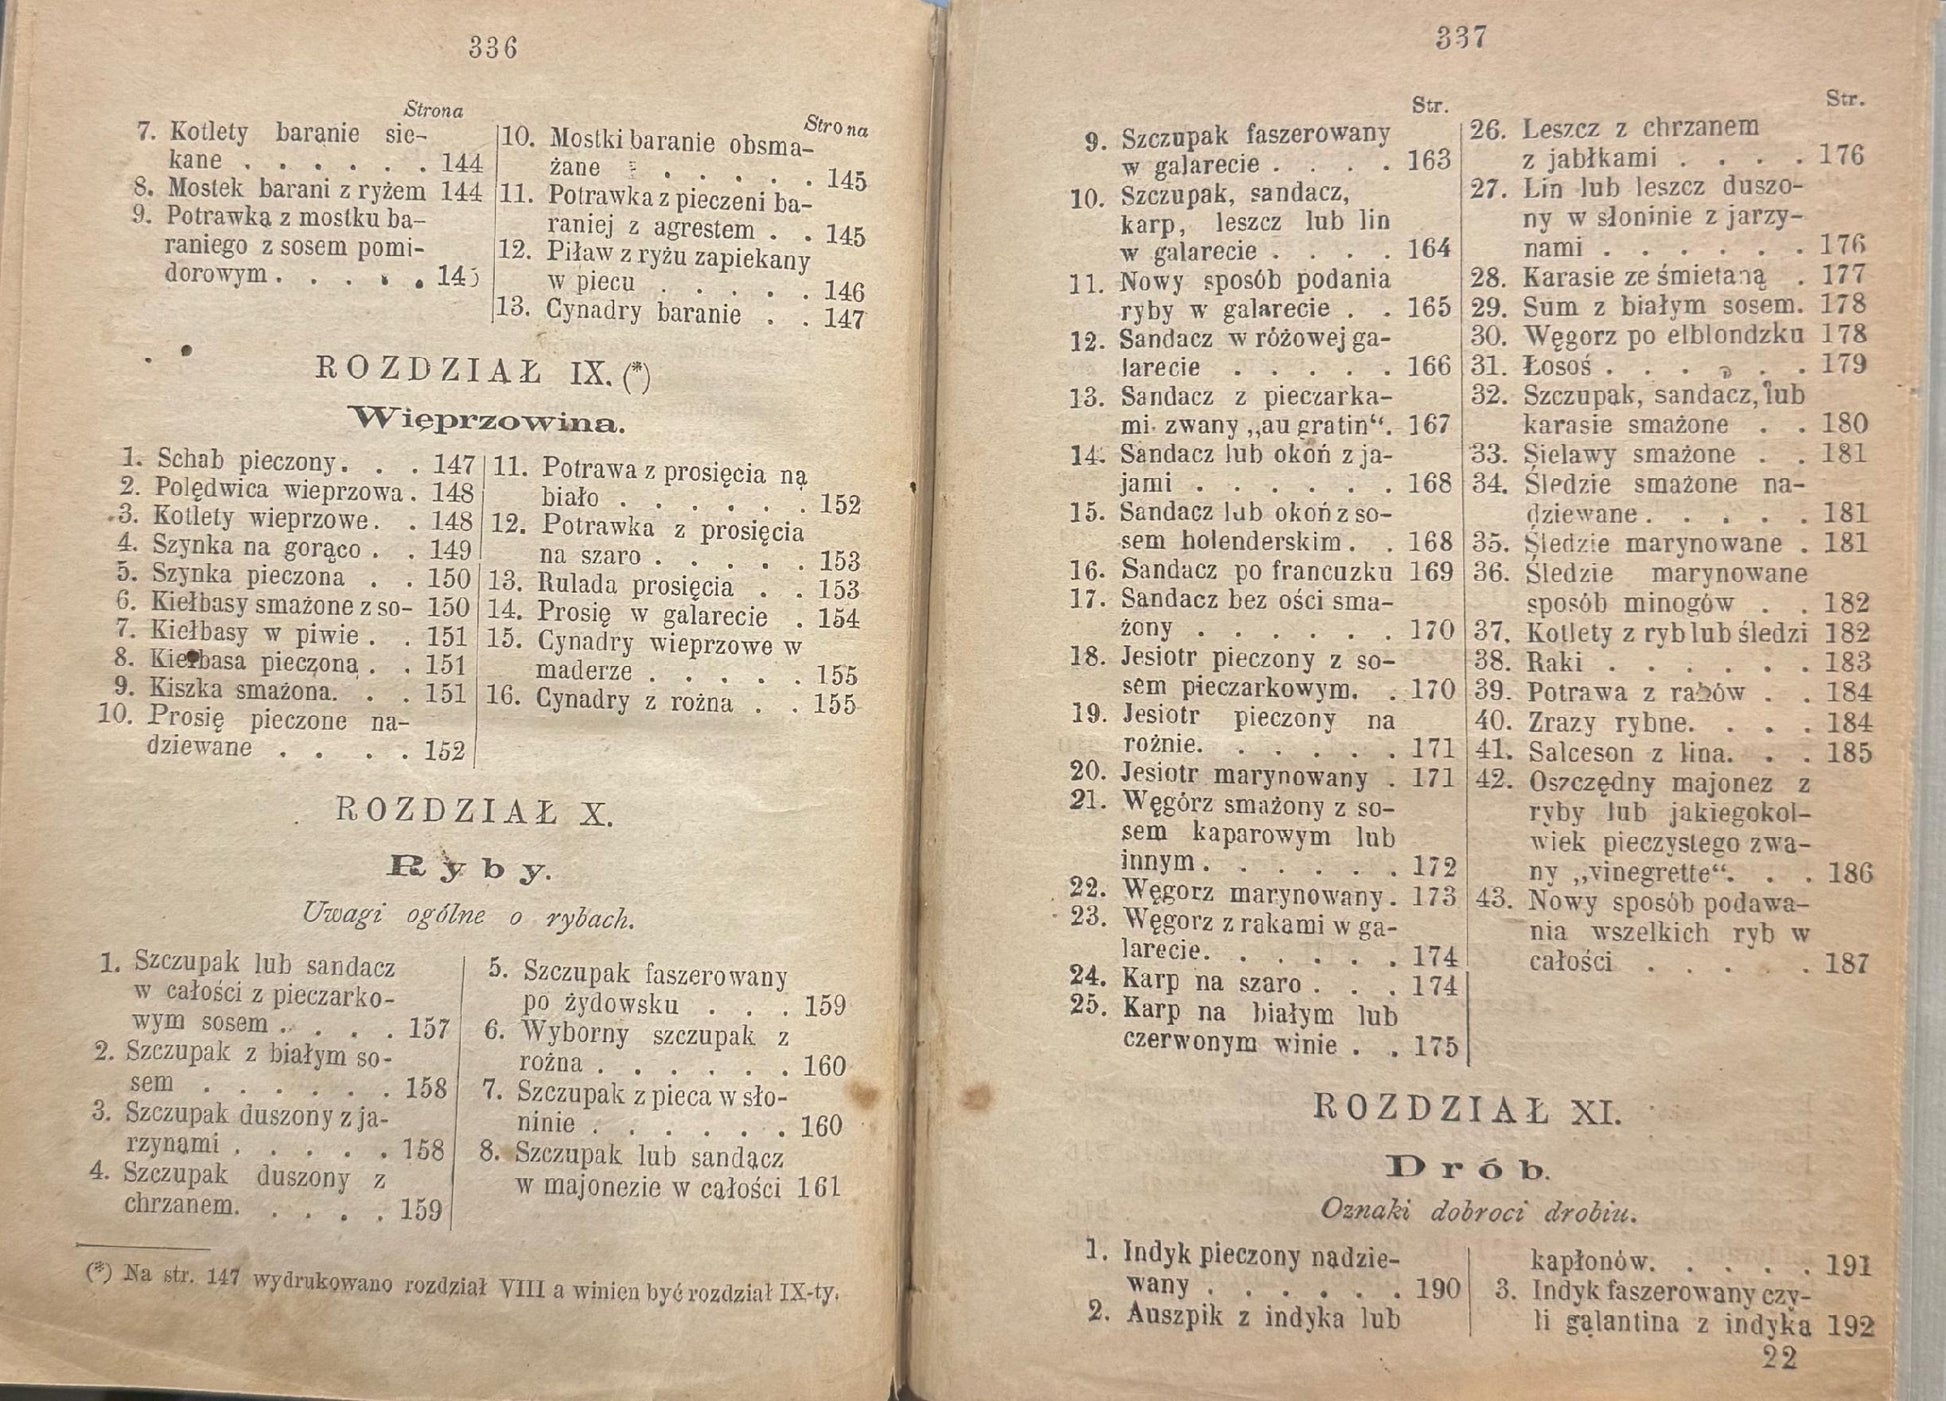 336
Strona
7. Kotlety baranie sie-
kane . . . . . . 144
8. Mostek barani z ryżem 144
9. Potrawka z mostku ba-
raniego z sosem pomi-
dorowym . . . . . 145
Strona
10. Mostki baranie obsma-
żane . . . . . . 145
11. Potrawka z pieczeni ba-
raniej z agrestem . . 145
12. Piław z ryżu zapiekany
w piecu . . . . . 146
13. Cynadry baranie . . 147
ROZDZIAŁ IX. (*)
Wieprzowina.
1. Schab pieczony. . . 147
2. Polędwica wieprzowa . 148
3. Kotlety wieprzowe. . 148
4. Szynka na gorąco . . 149
5. Szynka pieczona . . 150
6. Kiełbasy smażone z so- 150
7. Kiełbasy w piwie . . 151
8. Kiełbasa pieczona . . 151
9. Kiszka smażona. . . 151
10. Prosię pieczone na-
dziewane . . . . 152
11. Potrawa z prosięcia na
biało . . . . . . 152
12. Potrawka z prosięcia
na szaro . . . . . 153
13. Rulada prosięcia . . 153
14. Prosię w galarecie . 154
15. Cynadry wieprzowe w
maderze . . . . . 155
16. Cynadry z rożna . . 155
ROZDZIAŁ X.
Ryby.
Uwagi ogólne o rybach.
1. Szczupak lub sandacz
w całości z pieczarko-
wym sosem . . . . 157
2. Szczupak z białym so-
sem . . . . . . 158
3. Szczupak duszony z ja-
rzynami . . . . . 158
4. Szczupak duszony z
chrzanem. . . . . 159
5. Szczupak faszerowany
po żydowsku . . . 159
6. Wyborny szczupak z
rożna . . . . . . 160
7. Szczupak z pieca w sło-
ninie . . . . . . 160
8. Szczupak lub sandacz
w majonezie w całości 161
(*) Na str. 147 wydrukowano rozdział VIII a winien być rozdział IX-ty.
337
Str.
9. Szczupak faszerowany
w galarecie . . . . 163
10. Szczupak, sandacz,
karp, leszcz lub lin
w galarecie . . . . 164
11. Nowy sposób podania
ryby w galarecie . . 165
12. Sandacz w różowej ga-
larecie . . . . . 166
13. Sandacz z pieczarka-
mi zwany „au gratin“. 167
14. Sandacz lub okoń z ja-
jami . . . . . . 168
15. Sandacz lub okoń z so-
sem holenderskim . . 168
16. Sandacz po francuzku 169
17. Sandacz bez ości sma-
żony . . . . . . 170
18. Jesiotr pieczony z so-
sem pieczarkowym. . 170
19. Jesiotr pieczony na
rożnie. . . . . . 171
20. Jesiotr marynowany . 171
21. Węgórz smażony z so-
sem kaparowym lub
innym . . . . . . 172
22. Węgorz marynowany . 173
23. Węgorz z rakami w ga-
larecie. . . . . . 174
24. Karp na szaro . . . 174
25. Karp na białym lub
czerwonym winie . . 175
Str.
26. Leszcz z chrzanem
z jabłkami . . . . 176
27. Lin lub leszcz duszo-
ny w słoninie z jarzy-
nami . . . . . . 176
28. Karasie ze śmietaną . 177
29. Sum z białym sosem. 178
30. Węgorz po elblondzku 178
31. Łosoś . . . . . . 179
32. Szczupak, sandacz, lub
karasie smażone . . 180
33. Sielawy smażone . . 181
34. Śledzie smażone na-
dziewane . . . . . 181
35. Śledzie marynowane . 181
36. Śledzie marynowane
sposób minogów . . 182
37. Kotlety z ryb lub śledzi 182
38. Raki . . . . . . 183
39. Potrawa z raków . . 184
40. Zrazy rybne. . . . 184
41. Salceson z lina. . . 185
42. Oszczędny majonez z
ryby lub jakiegokol-
wiek pieczystego zwa-
ny „vinegrette“. . . 186
43. Nowy sposób podawa-
nia wszelkich ryb w
całości . . . . . 187
ROZDZIAŁ XI.
Drób.
Oznaki dobroci drobiu.
1. Indyk pieczony nadzie-
wany . . . . . . 190
2. Auszpik z indyka lub
kapłonów. . . . . 191
3. Indyk faszerowany czy-
li galantina z indyka 192
22